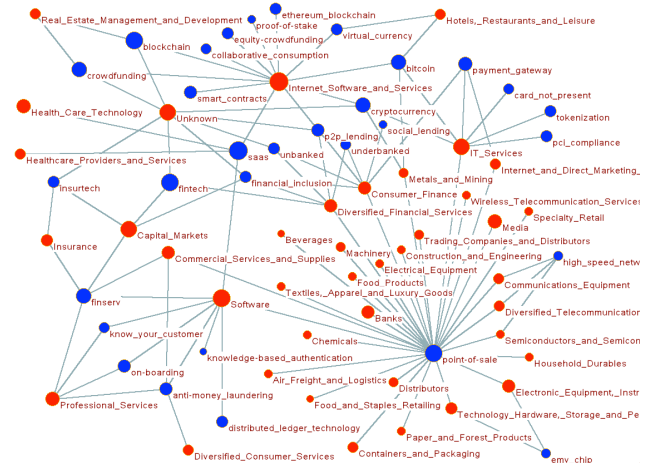 ethereum_blockchain
Real_Estate_Management_and_Development
proof-of-stake
Hotels,_Restaurants_and_Leisure
equity-crowdfunding
virtual_currency
blockchain
collaborative_consumption
bitcoin
payment_gateway
crowdfunding
Internet_Software_and_Services
card_not_present
smart_contracts
Health_Care_Technology
cryptocurrency
tokenization
Unknown
social_lending
p2p_lending
pci_compliance
underbanked
IT_Services
Healthcare_Providers_and_Services
saas
unbanked
Internet_and_Direct_Marketing_
Metals_and_Mining
insurtech
fintech
financial_inclusion
Consumer_Finance
Wireless_Telecommunication_Services
Diversified_Financial_Services
Specialty_Retail
Capital_Markets
Media
Insurance
Beverages
Trading_Companies_and_Distributors
Commercial_Services_and_Supplies
Machinery
Construction_and_Engineering
high_speed_netw
Electrical_Equipment
Food_Products
Communications_Equipment
Textiles,_Apparel_and_Luxury_Goods
finserv
Software
Banks
Diversified_Telecommunication
know_your_customer
Chemicals
Semiconductors_and_Semicon
knowledge-based_authentication
point-of-sale
Household_Durables
on-boarding
Air_Freight_and_Logistics
anti-money_laundering
Distributors
Electronic_Equipment,_Instr
Professional_Services
Food_and_Staples_Retailing
Technology_Hardware,_Storage_and_Pe
distributed_ledger_technology
Paper_and_Forest_Products
Diversified_Consumer_Services
Containers_and_Packaging
emv_chip